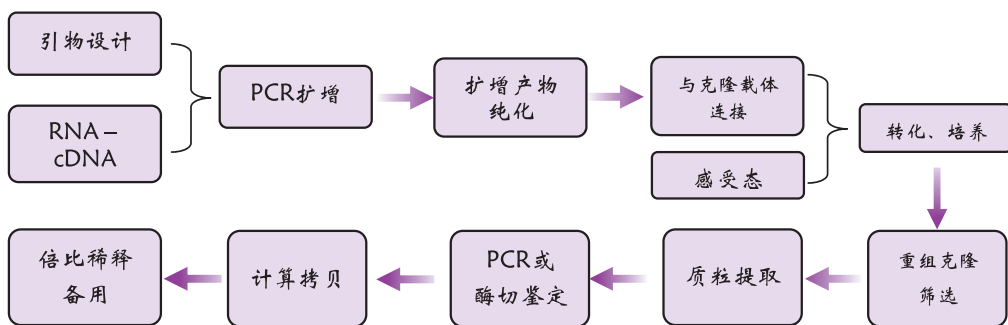 引物设计
RNA –
cDNA
PCR扩增
扩增产物
纯化
与克隆载体
连接
感受态
转化、培养
重组克隆
筛选
质粒提取
PCR或
酶切鉴定
计算拷贝
倍比稀释
备用